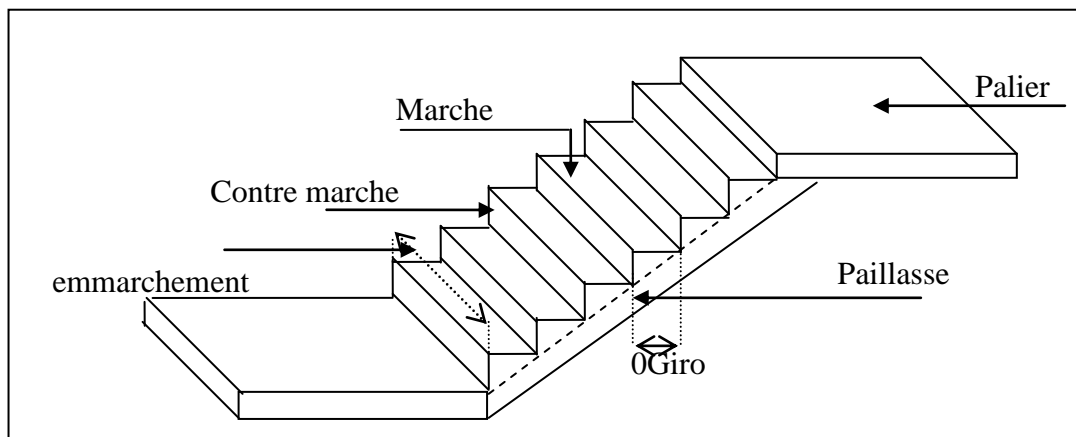 Palier
Marche
Contre marche
emmarchement
Paillasse
0Giro